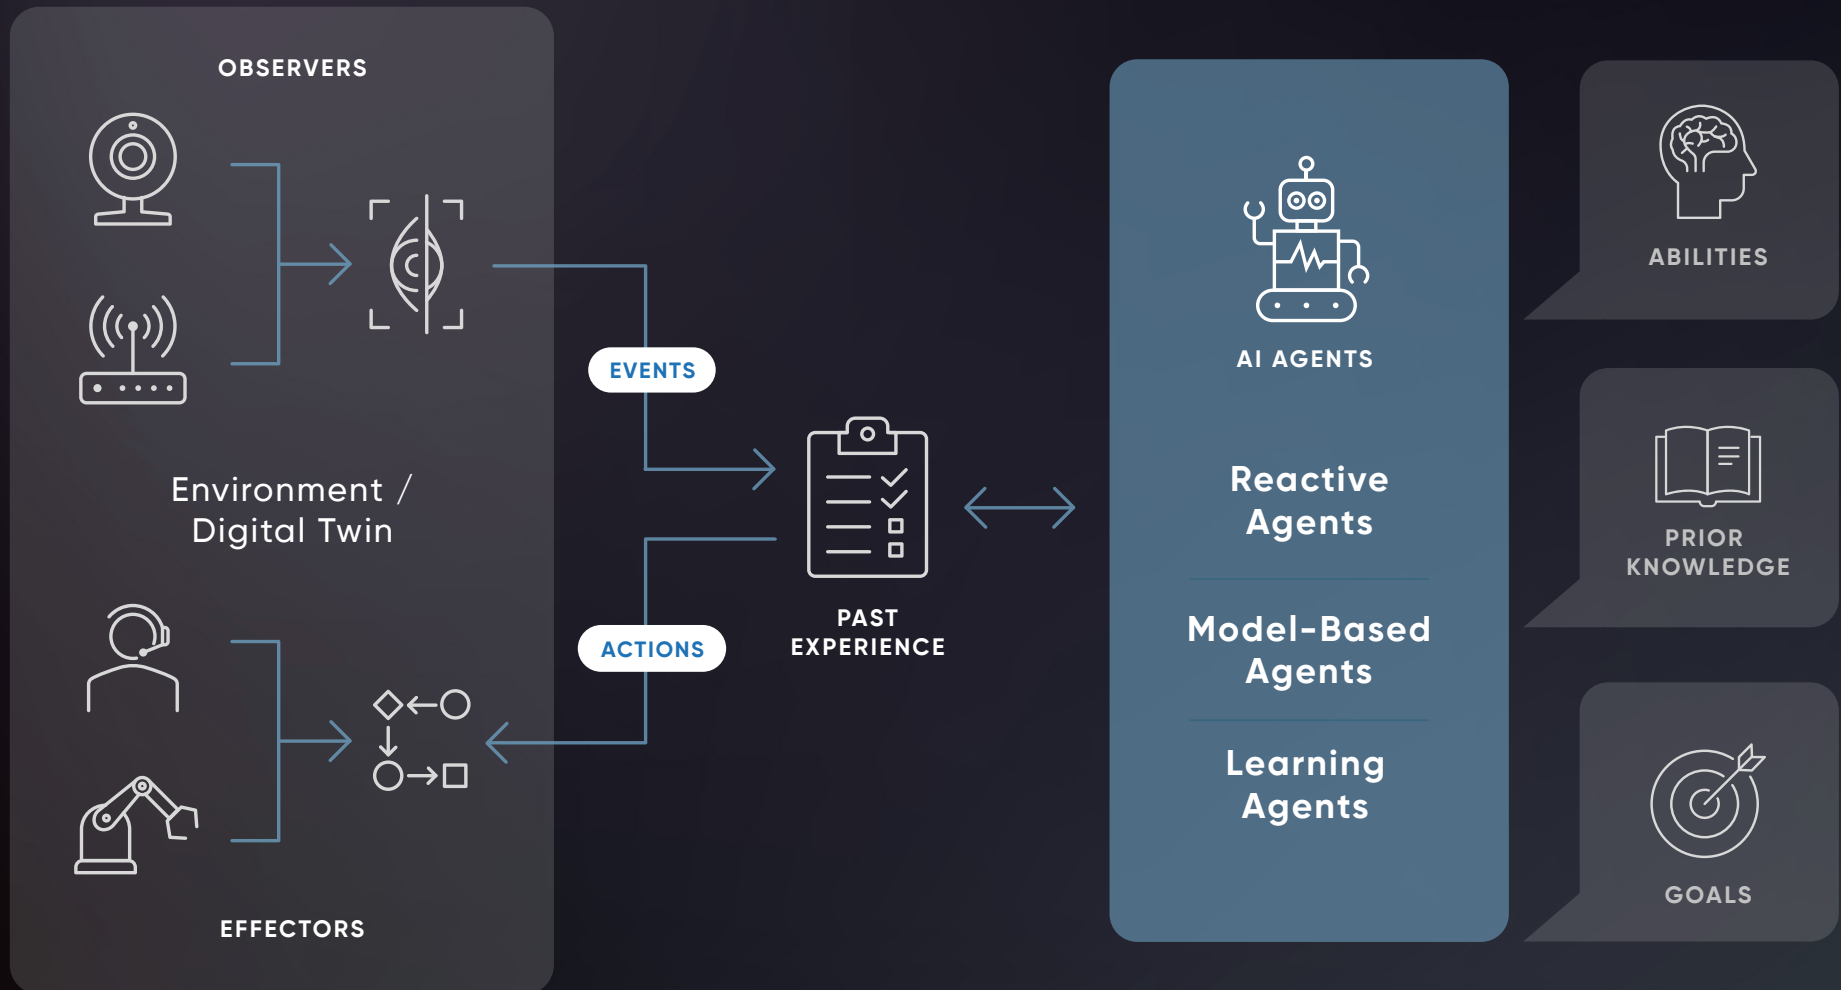 OBSERVERS
Environment /
Digital Twin
EFFECTORS
EVENTS
ACTIONS
PAST
EXPERIENCE
AI AGENTS
Reactive
Agents
Model-Based
Agents
Learning
Agents
ABILITIES
PRIOR
KNOWLEDGE
GOALS